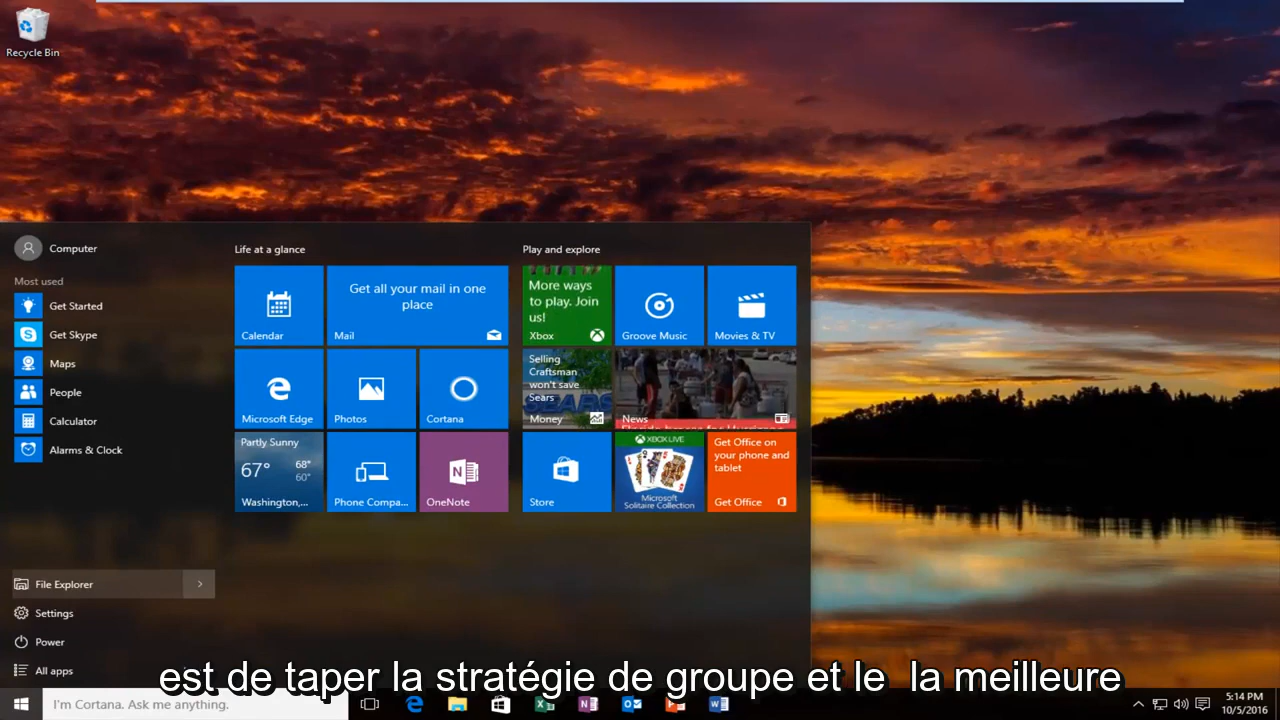 Recycle Bin
Computer
Most used
Get Started
Get Skype
Maps
People
Calculator
Alarms & Clock
File Explorer
Settings
Power
All apps
Life at a glance
Calendar
Get all your mail in one
place
Mail
Microsoft Edge
Photos
Cortana
Partly Sunny
67°
68°
60°
Washington,...
Phone Compa...
OneNote
Play and explore
More ways
to play. Join
us!
Xbox
Groove Music
Movies & TV
Selling
Craftsman
won't save
Sears
Money
News
Store
XBOX LIVE
Microsoft
Solitaire Collection
Get Office on
your phone and
tablet
Get Office
est de taper la stratégie de groupe et le la meilleure
I'm Cortana. Ask me anything.
5:14 PM
10/5/2016